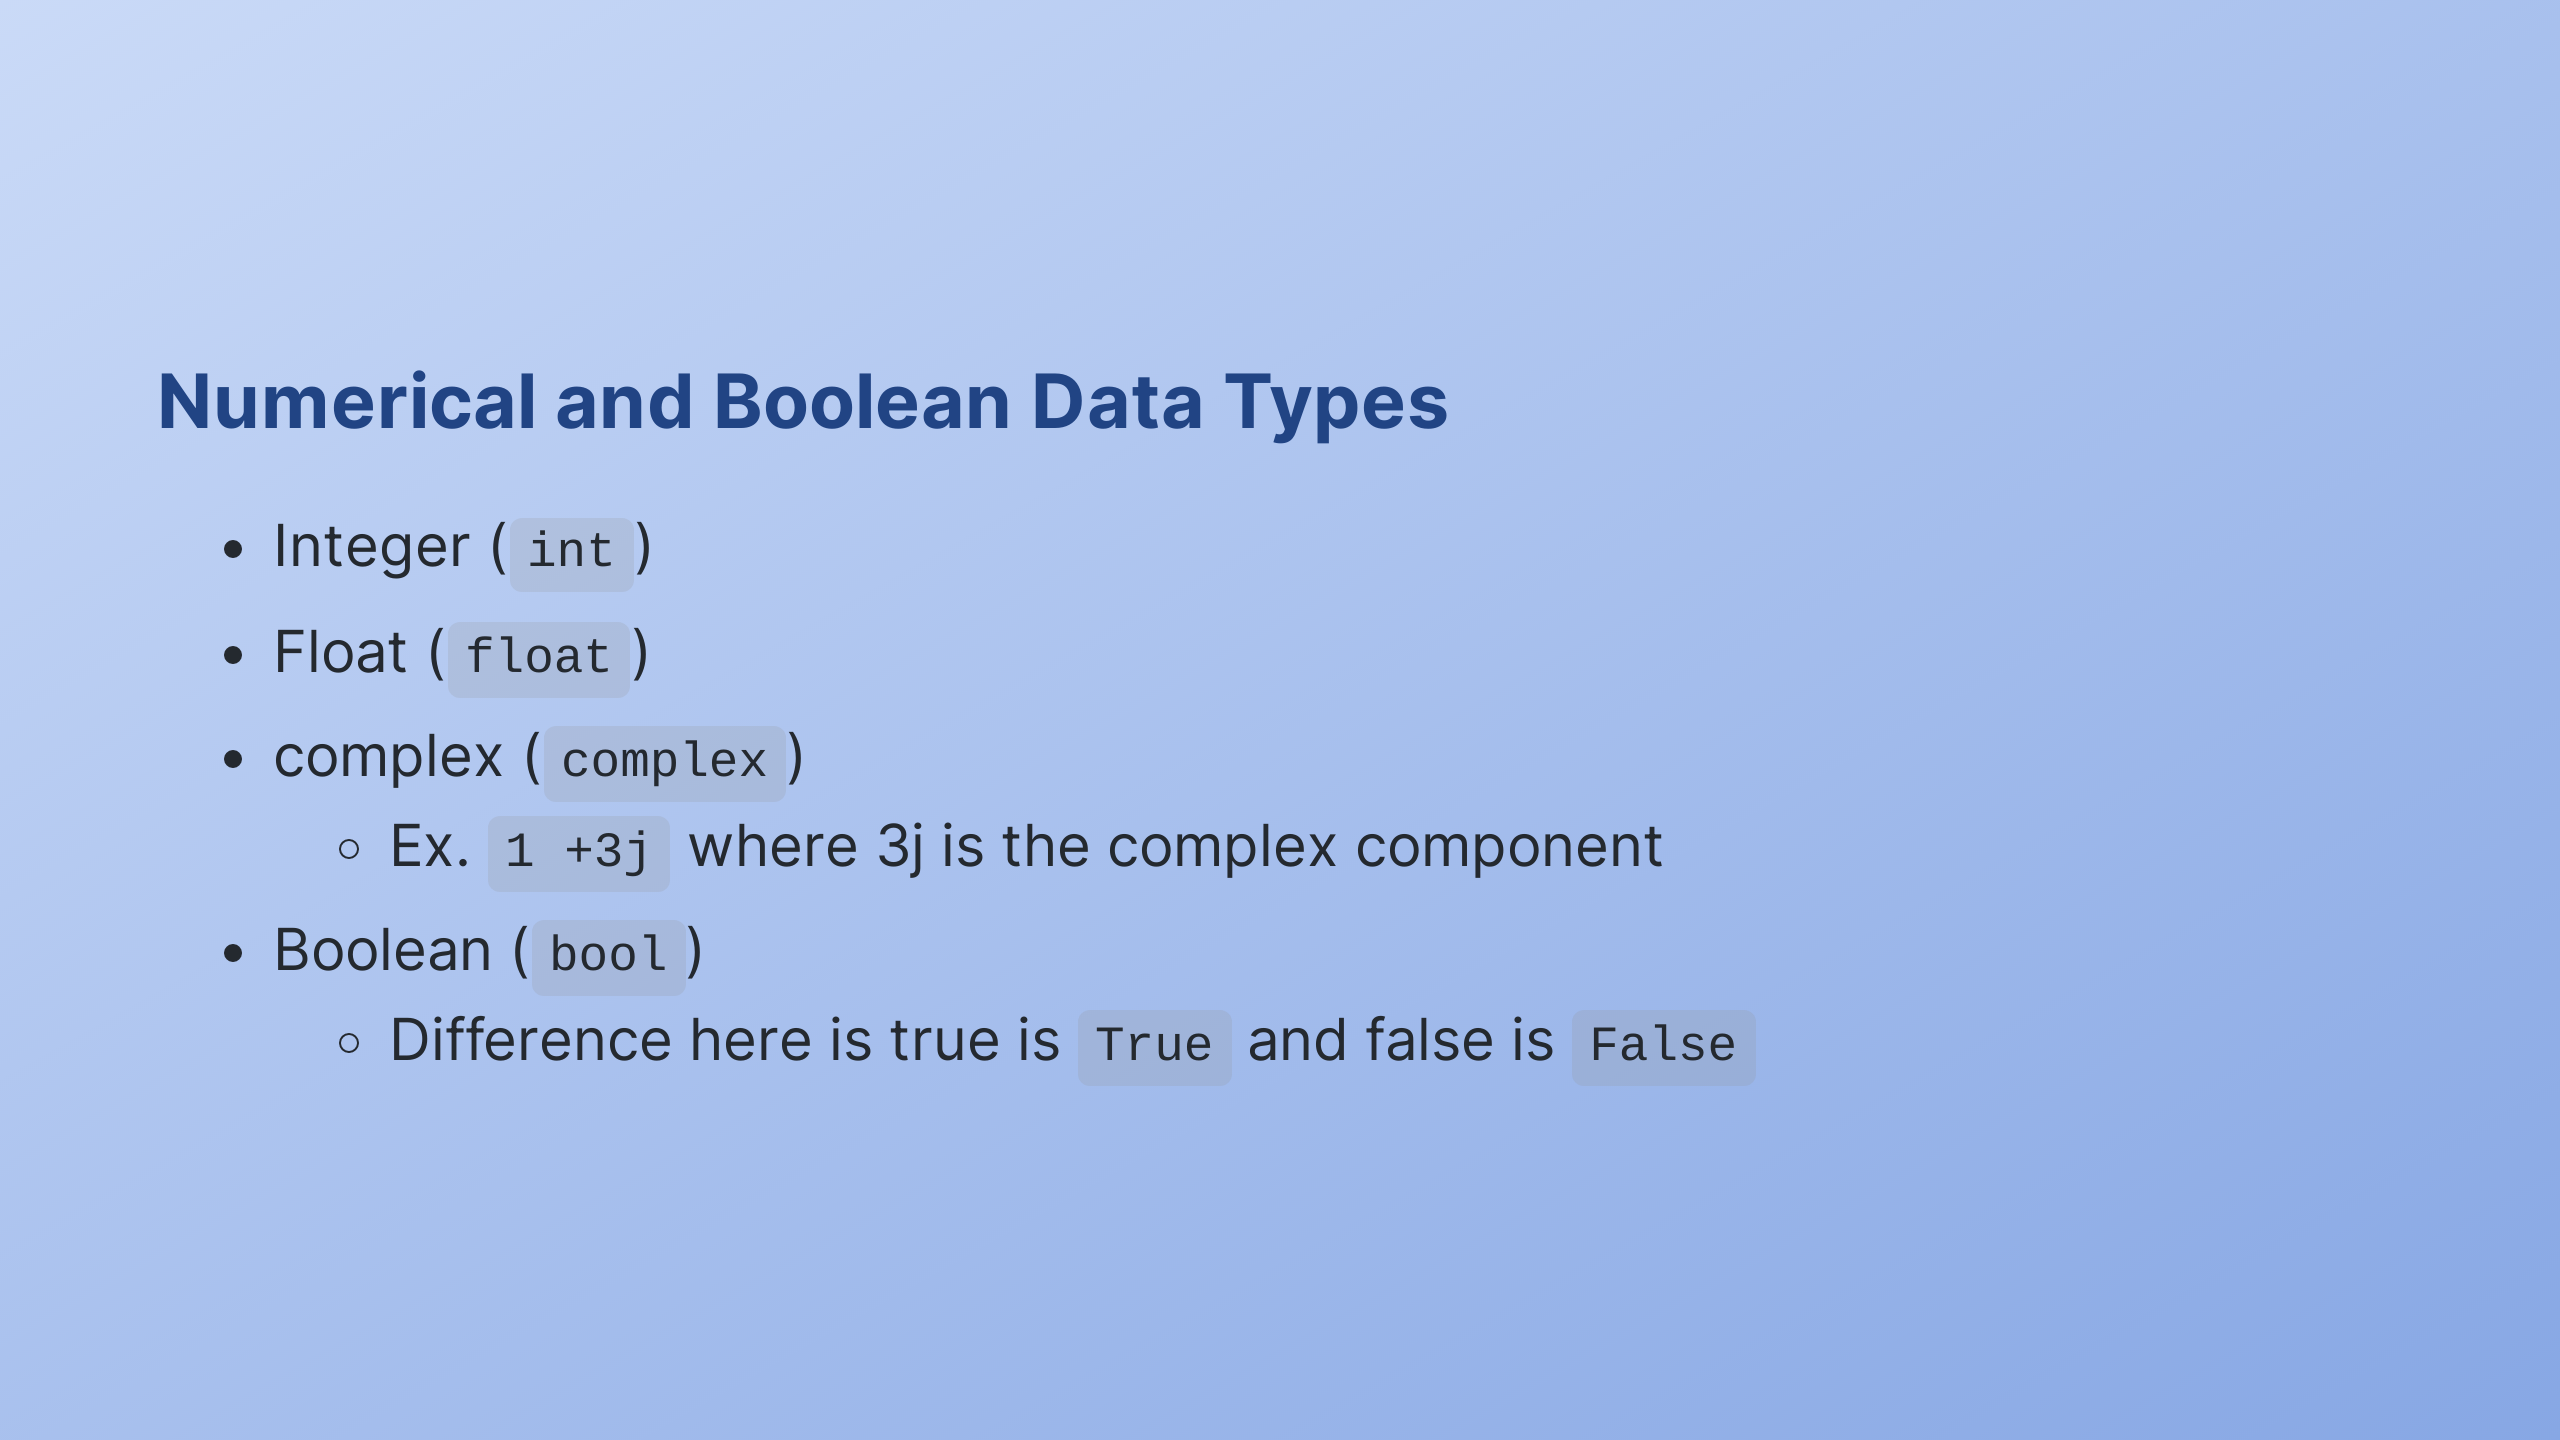 Numerical and Boolean Data Types
• Integer (int)
• Float (float)
• complex (complex)
◦ Ex. 1 +3j where 3j is the complex component
• Boolean (bool)
◦ Difference here is true is True and false is False